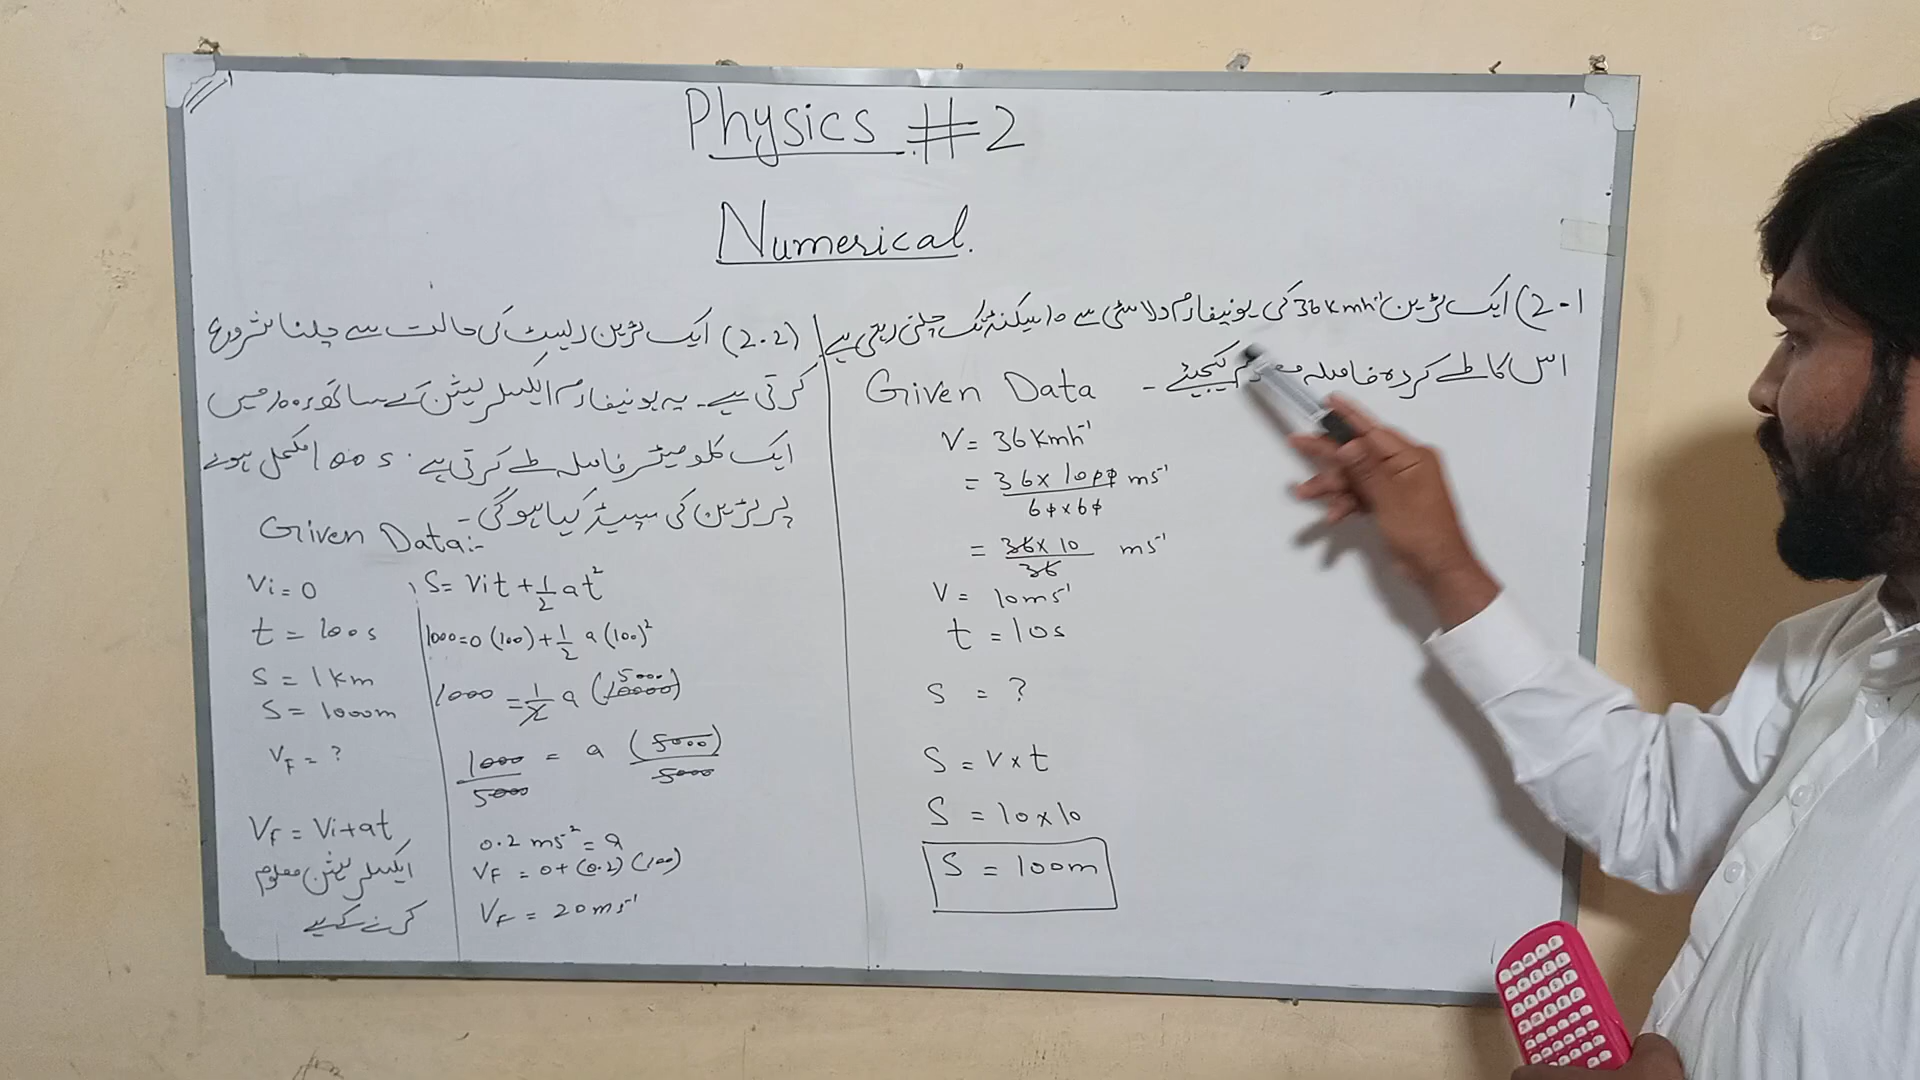 Physics #2
Numerical.
2-1) ایک ٹرین 36kmh⁻¹ کی یونیفارم ولاسٹی سے 10 سیکنڈ تک چلتی رہتی ہے
اس کا طے کردہ فاصلہ کیجیئے -
Given Data
V = 36 Kmh⁻¹
= 36 x 1000 / 60 x 60 ms⁻¹
= 36 x 10 / 36 ms⁻¹
V = 10ms⁻¹
t = 10s
S = ?
S = v x t
S = 10 x 10
S = 100m
(2.2) ایک ٹرین ریسٹ کی حالت سے چلنا شروع
کرتی ہے۔ یہ یونیفارم ایکسلریشن کے ساتھ 100s میں
ایک کلومیٹر فاصلہ طے کرتی ہے۔ 100s مکمل ہونے
پر ٹرین کی سپیڈ کیا ہوگی -
Given Data:-
Vi = 0
t = 100s
S = 1km
S = 1000m
VF = ?
VF = Vi + at
ایکسلریشن معلوم
کرنے کیلیے
S = Vit + 1/2 at²
1000 = 0 (100) + 1/2 a (100)²
1000 = 1/2 a (10000) 5000
1000 / 5000 = a (5000) / 5000
0.2 ms⁻² = a
VF = 0 + (0.2) (100)
VF = 20ms⁻¹